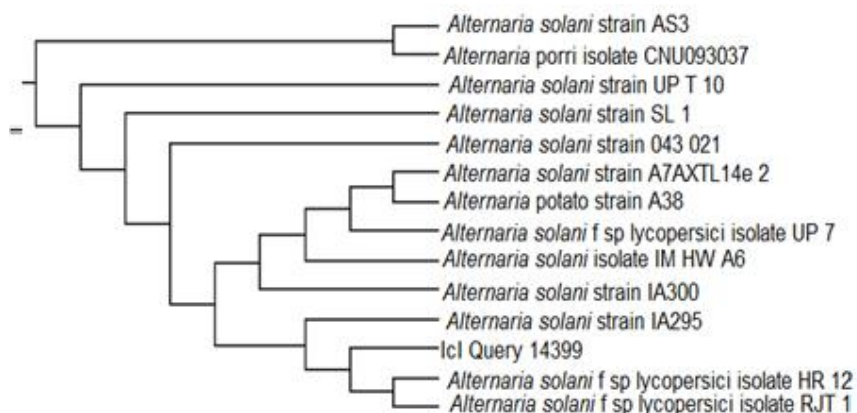 Alternaria solani strain AS3
Alternaria porri isolate CNU093037
Alternaria solani strain UP T 10
Alternaria solani strain SL 1
Alternaria solani strain 043 021
Alternaria solani strain A7AXTL14e 2
Alternaria potato strain A38
Alternaria solani f sp lycopersici isolate UP 7
Alternaria solani isolate IM HW A6
Alternaria solani strain IA300
Alternaria solani strain IA295
lcl Query 14399
Alternaria solani f sp lycopersici isolate HR 12
Alternaria solani f sp lycopersici isolate RJT 1